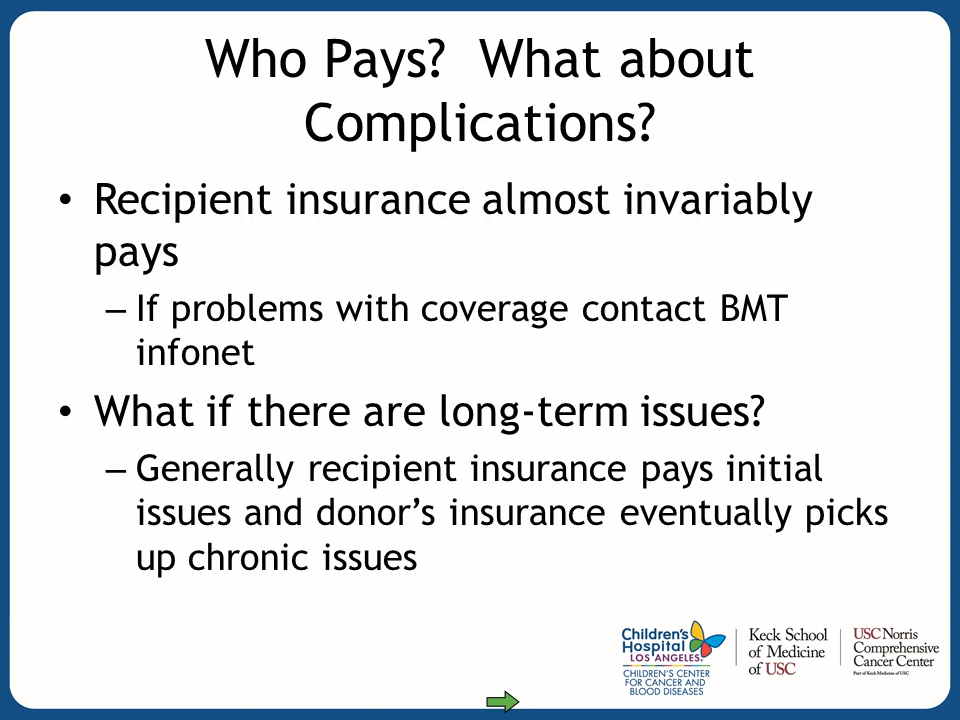 Who Pays?  What about
Complications?
• Recipient insurance almost invariably
pays
– If problems with coverage contact BMT
infonet
• What if there are long-term issues?
– Generally recipient insurance pays initial
issues and donor’s insurance eventually picks
up chronic issues
Children's
Hospital
LOS ANGELES
CHILDREN'S CENTER
FOR CANCER AND
BLOOD DISEASES
Keck School
of Medicine
of USC
USC Norris
Comprehensive
Cancer Center
Part of Keck Medicine of USC